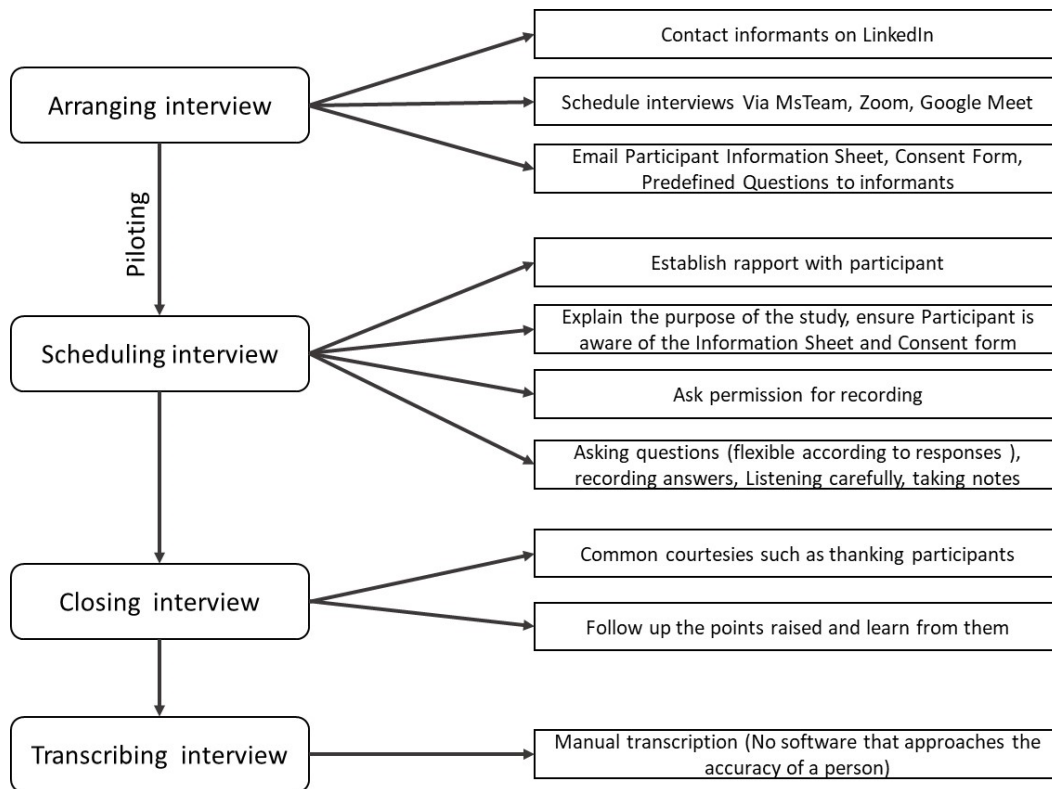 Contact informants on LinkedIn
Arranging interview
Schedule interviews Via MsTeam, Zoom, Google Meet
Email Participant Information Sheet, Consent Form,
Predefined Questions to informants
Piloting
Establish rapport with participant
Scheduling interview
Explain the purpose of the study, ensure Participant is
aware of the Information Sheet and Consent form
Ask permission for recording
Asking questions (flexible according to responses ),
recording answers, Listening carefully, taking notes
Closing interview
Common courtesies such as thanking participants
Follow up the points raised and learn from them
Transcribing interview
Manual transcription (No software that approaches the
accuracy of a person)